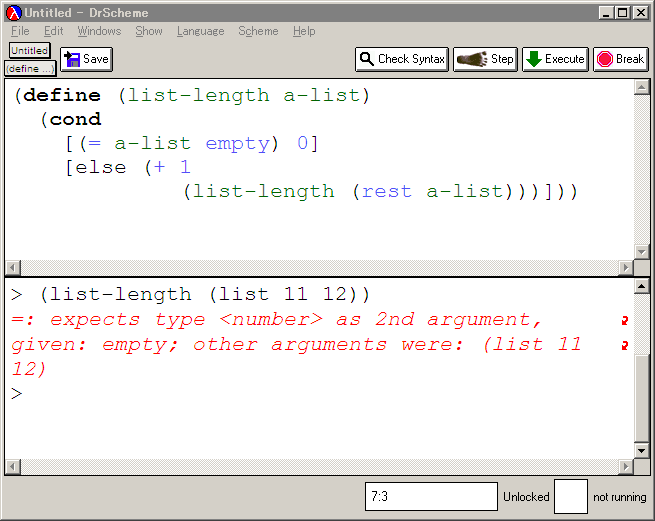 Untitled - DrScheme
File Edit Windows Show Language Scheme Help
Untitled
(define ...)
Save
Check Syntax
Step
Execute
Break
(define (list-length a-list)
(cond
[(= a-list empty) 0]
[else (+ 1
(list-length (rest a-list)))]))
> (list-length (list 11 12))
=: expects type <number> as 2nd argument,
given: empty; other arguments were: (list 11
12)
>
7:3 Unlocked not running